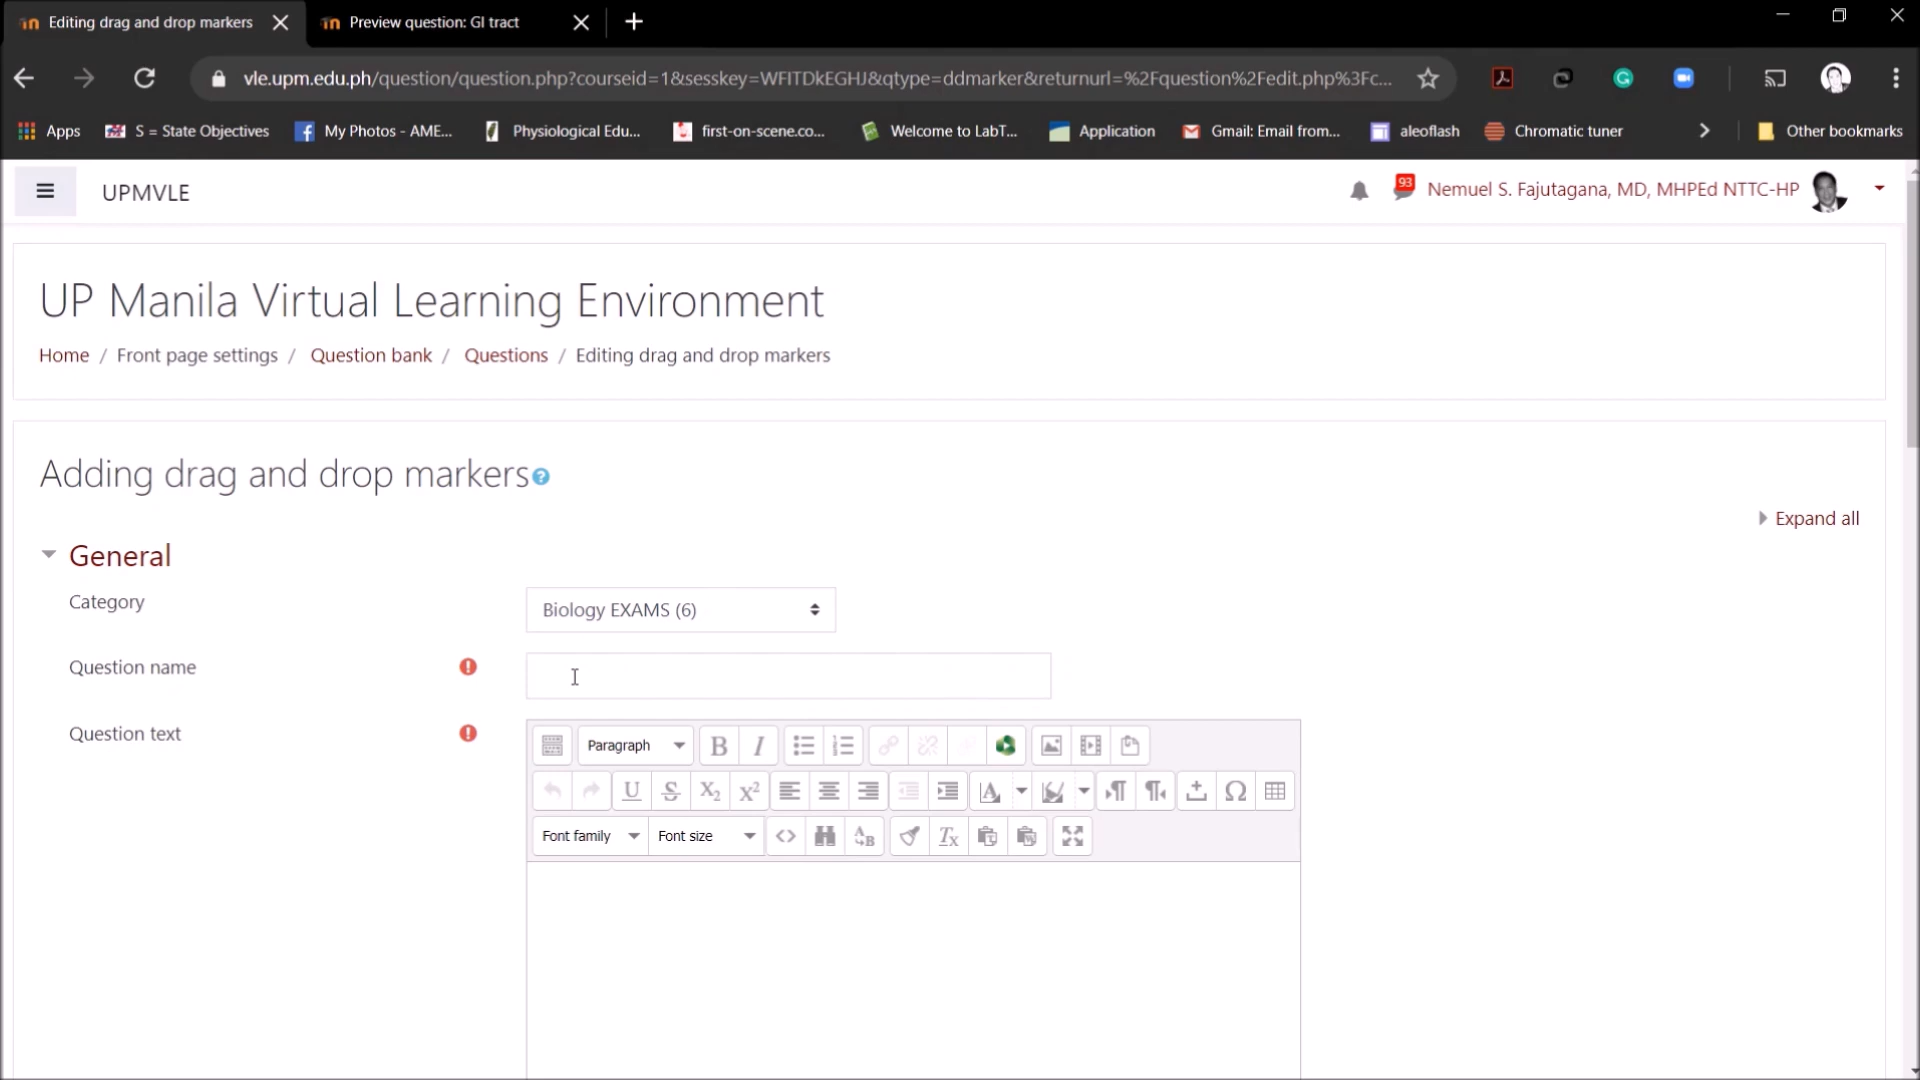 Editing drag and drop markers
Preview question: GI tract
vle.upm.edu.ph/question/question.php?courseid=1&sesskey=WFITDkEGHJ&qtype=ddmarker&returnurl=%2Fquestion%2Fedit.php%3Fc...
Apps
S = State Objectives
My Photos - AME...
Physiological Edu...
first-on-scene.co...
Welcome to LabT...
Application
Gmail: Email from...
aleoflash
Chromatic tuner
Other bookmarks
UPMVLE
93
Nemuel S. Fajutagana, MD, MHPEd NTTC-HP
UP Manila Virtual Learning Environment
Home / Front page settings / Question bank / Questions / Editing drag and drop markers
Adding drag and drop markers
Expand all
General
Category
Biology EXAMS (6)
Question name
Question text
Paragraph
Font family
Font size